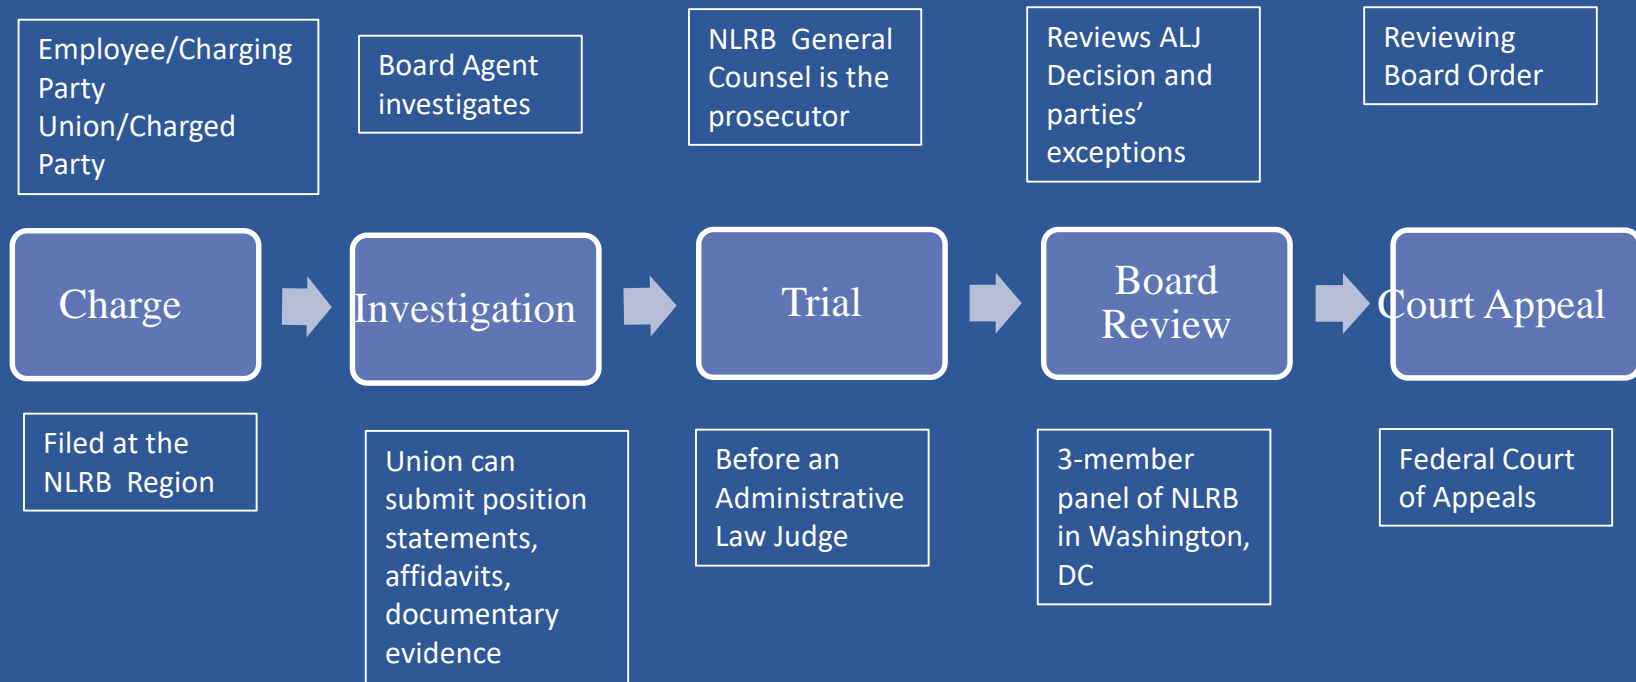 Employee/Charging
Party
Union/Charged
Party
Board Agent
investigates
NLRB  General
Counsel is the
prosecutor
Reviews ALJ
Decision and
parties’
exceptions
Reviewing
Board Order
Charge
Investigation
Trial
Board
Review
Court Appeal
Filed at the
NLRB  Region
Union can
submit position
statements,
affidavits,
documentary
evidence
Before an
Administrative
Law Judge
3-member
panel of NLRB
in Washington,
DC
Federal Court
of Appeals